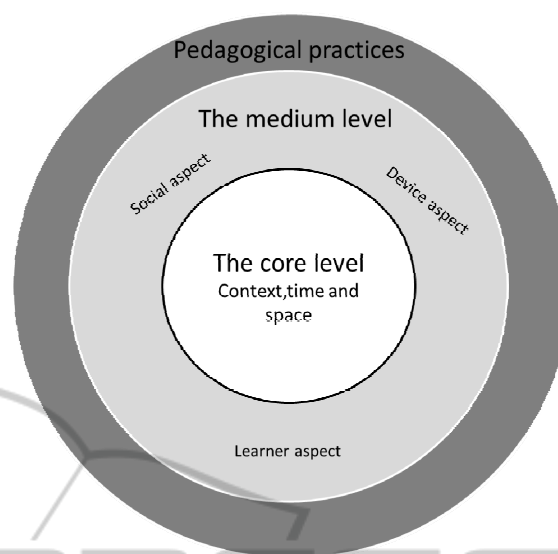 Pedagogical practices
The medium level
Social aspect
Device aspect
The core level
Context,time and
space
Learner aspect